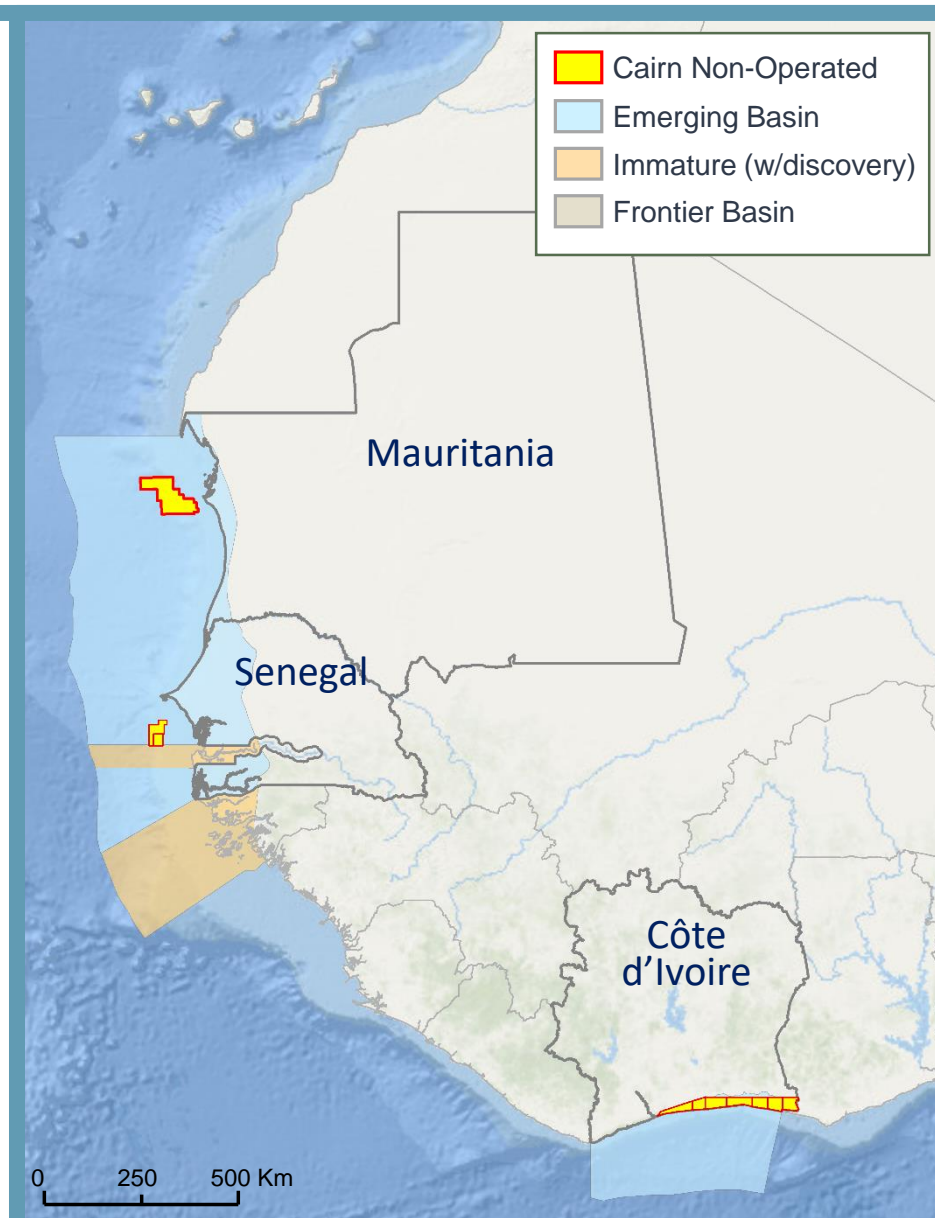 Cairn Non-Operated
Emerging Basin
Immature (w/discovery)
Frontier Basin
Mauritania
Senegal
Côte
d’Ivoire
0 250 500 Km